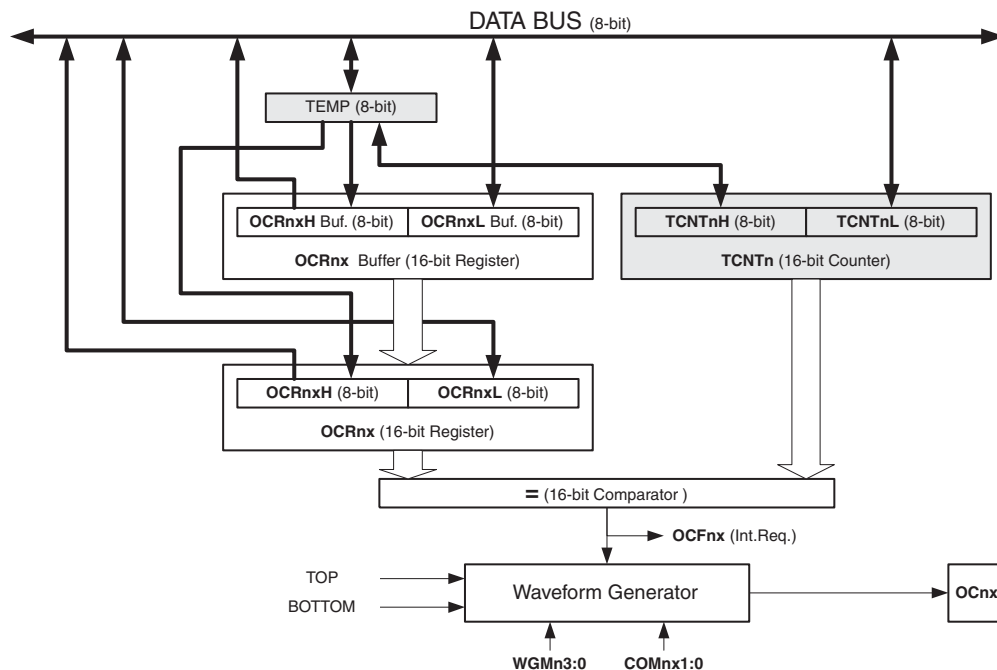 DATA BUS (8-bit)
TEMP (8-bit)
OCRnxH Buf. (8-bit) OCRnxL Buf. (8-bit)
OCRnx Buffer (16-bit Register)
TCNTnH (8-bit) TCNTnL (8-bit)
TCNTn (16-bit Counter)
OCRnxH (8-bit) OCRnxL (8-bit)
OCRnx (16-bit Register)
= (16-bit Comparator )
OCFnx (Int.Req.)
TOP
BOTTOM
Waveform Generator
OCnx
WGMn3:0 COMnx1:0